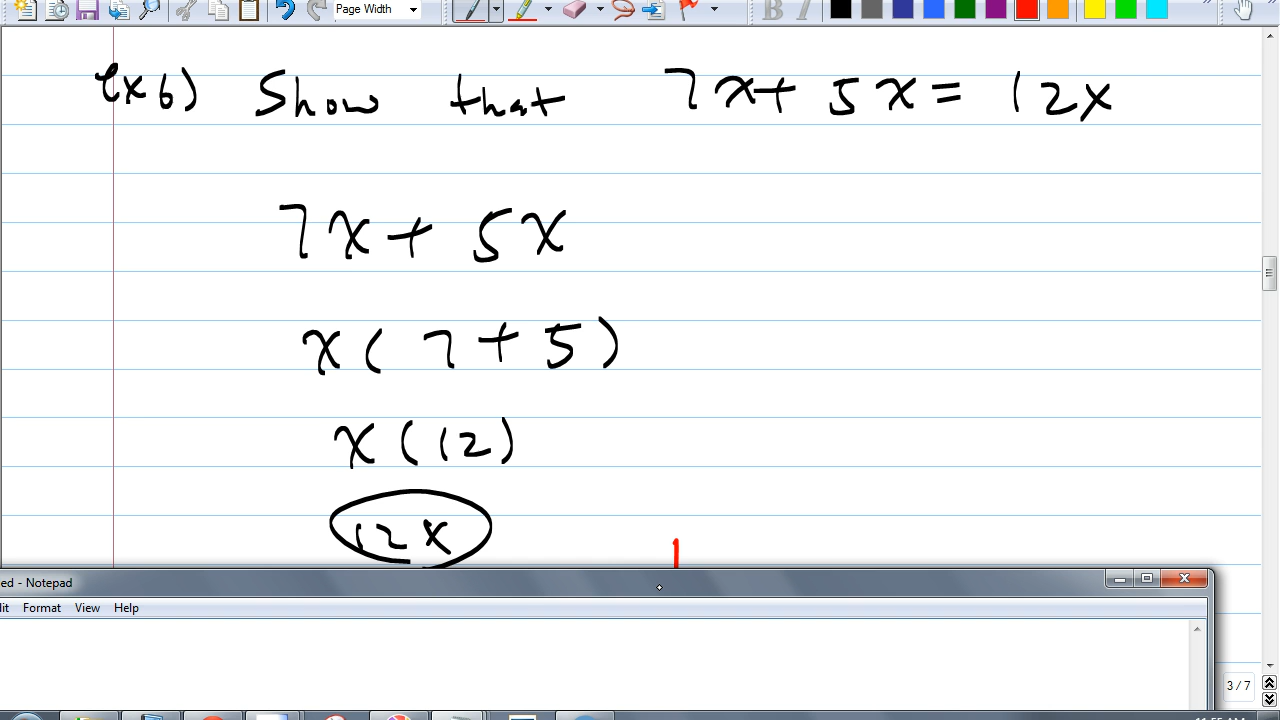 Page Width
B I
ex6) Show that 7x + 5x = 12x
7x + 5x
x( 7 + 5 )
x (12)
12x
ed - Notepad
lit Format View Help
3 / 7